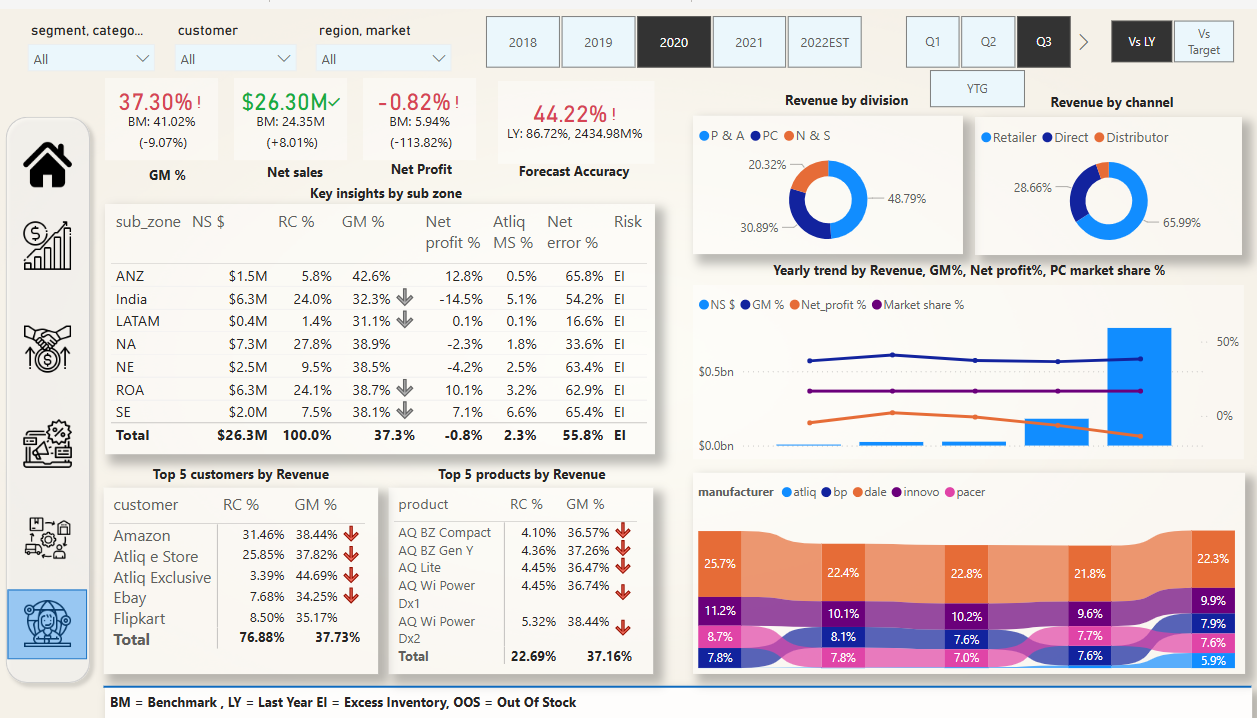 segment, catego...
customer
region, market
All
All
All
2018
2019
2020
2021
2022EST
Q1
Q2
Q3
Vs LY
Vs
Target
YTG
37.30% !
BM: 41.02%
(-9.07%)
GM %
$26.30M
BM: 24.35M
(+8.01%)
Net sales
-0.82% !
BM: 5.94%
(-113.82%)
Net Profit
44.22% !
LY: 86.72%, 2434.98M%
Forecast Accuracy
Key insights by sub zone
sub_zone NS $ RC % GM % Net profit % Atliq MS % Net error % Risk
ANZ $1.5M 5.8% 42.6% 12.8% 0.5% 65.8% EI
India $6.3M 24.0% 32.3% -14.5% 5.1% 54.2% EI
LATAM $0.4M 1.4% 31.1% 0.1% 0.1% 16.6% EI
NA $7.3M 27.8% 38.9% -2.3% 1.8% 33.6% EI
NE $2.5M 9.5% 38.5% -4.2% 2.5% 63.4% EI
ROA $6.3M 24.1% 38.7% 10.1% 3.2% 62.9% EI
SE $2.0M 7.5% 38.1% 7.1% 6.6% 65.4% EI
Total $26.3M 100.0% 37.3% -0.8% 2.3% 55.8% EI
Revenue by division
P & A PC N & S
20.32%
48.79%
30.89%
Revenue by channel
Retailer Direct Distributor
28.66%
65.99%
Yearly trend by Revenue, GM%, Net profit%, PC market share %
NS $ GM % Net_profit % Market share %
50%
$0.5bn
0%
$0.0bn
Top 5 customers by Revenue
customer RC % GM %
Amazon 31.46% 38.44%
Atliq e Store 25.85% 37.82%
Atliq Exclusive 3.39% 44.69%
Ebay 7.68% 34.25%
Flipkart 8.50% 35.17%
Total 76.88% 37.73%
Top 5 products by Revenue
product RC % GM %
AQ BZ Compact 4.10% 36.57%
AQ BZ Gen Y 4.36% 37.26%
AQ Lite 4.45% 36.47%
AQ Wi Power 4.45% 36.74%
Dx1
AQ Wi Power 5.32% 38.44%
Dx2
Total 22.69% 37.16%
manufacturer atliq bp dale innovo pacer
25.7% 22.4% 22.8% 21.8% 22.3%
11.2% 10.1% 10.2% 9.6% 9.9%
8.7% 8.1% 7.6% 7.7% 7.9%
7.8% 7.8% 7.0% 7.6% 7.6%
5.9%
BM = Benchmark , LY = Last Year EI = Excess Inventory, OOS = Out Of Stock